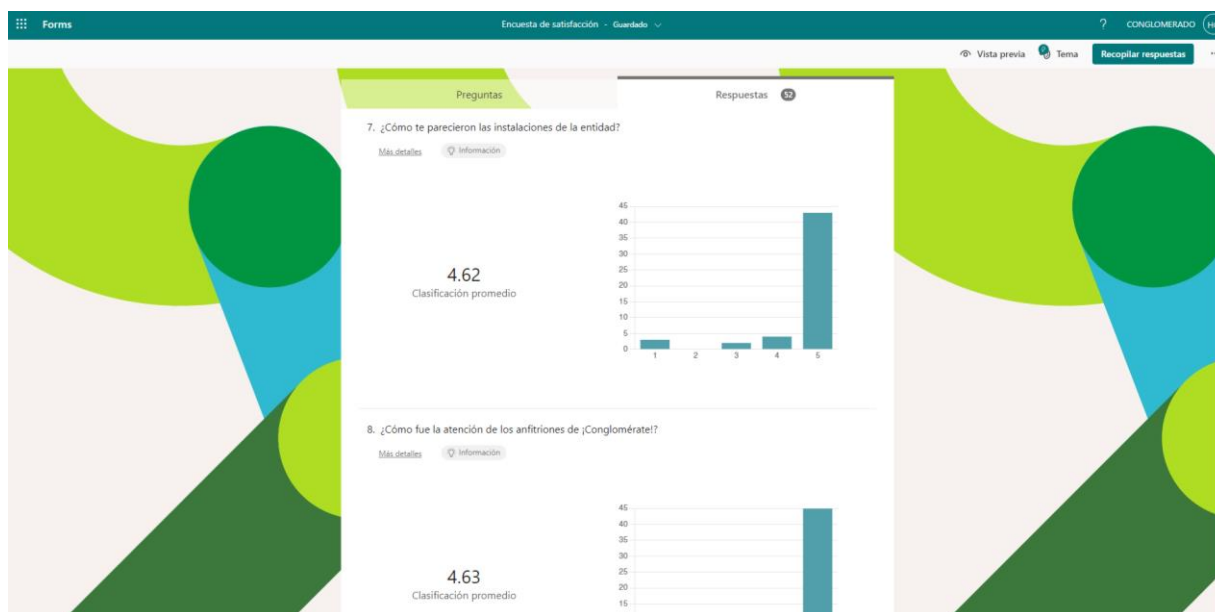 Forms
Encuesta de satisfacción - Guardado
? CONGLOMERADO
Vista previa
Tema
Recopilar respuestas
Preguntas
Respuestas 52
7. ¿Cómo te parecieron las instalaciones de la entidad?
Más detalles
Información
4.62
Clasificación promedio
45
40
35
30
25
20
15
10
5
0
1 2 3 4 5
8. ¿Cómo fue la atención de los anfitriones de ¡Conglomérate!?
Más detalles
Información
4.63
Clasificación promedio
45
40
35
30
25
20
15